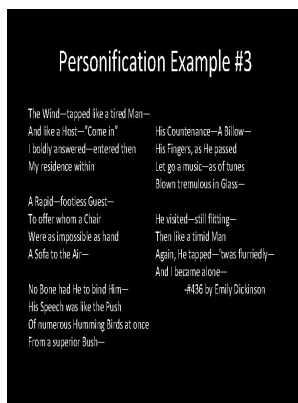 Personification Example #3
The Wind—tapped like a tired Man—
And like a Host—"Come in"
I boldly answered—entered then
My residence within
A Rapid—footless Guest—
To offer whom a Chair
Were as impossible as hand
A Sofa to the Air—
No Bone had He to bind Him—
His Speech was like the Push
Of numerous Humming Birds at once
From a superior Bush—
His Countenance—A Billow—
His Fingers, as He passed
Let go a music—as of tunes
Blown tremulous in Glass—
He visited—still flitting—
Then like a timid Man
Again, He tapped—'twas flurriedly—
And I became alone—
-#436 by Emily Dickinson